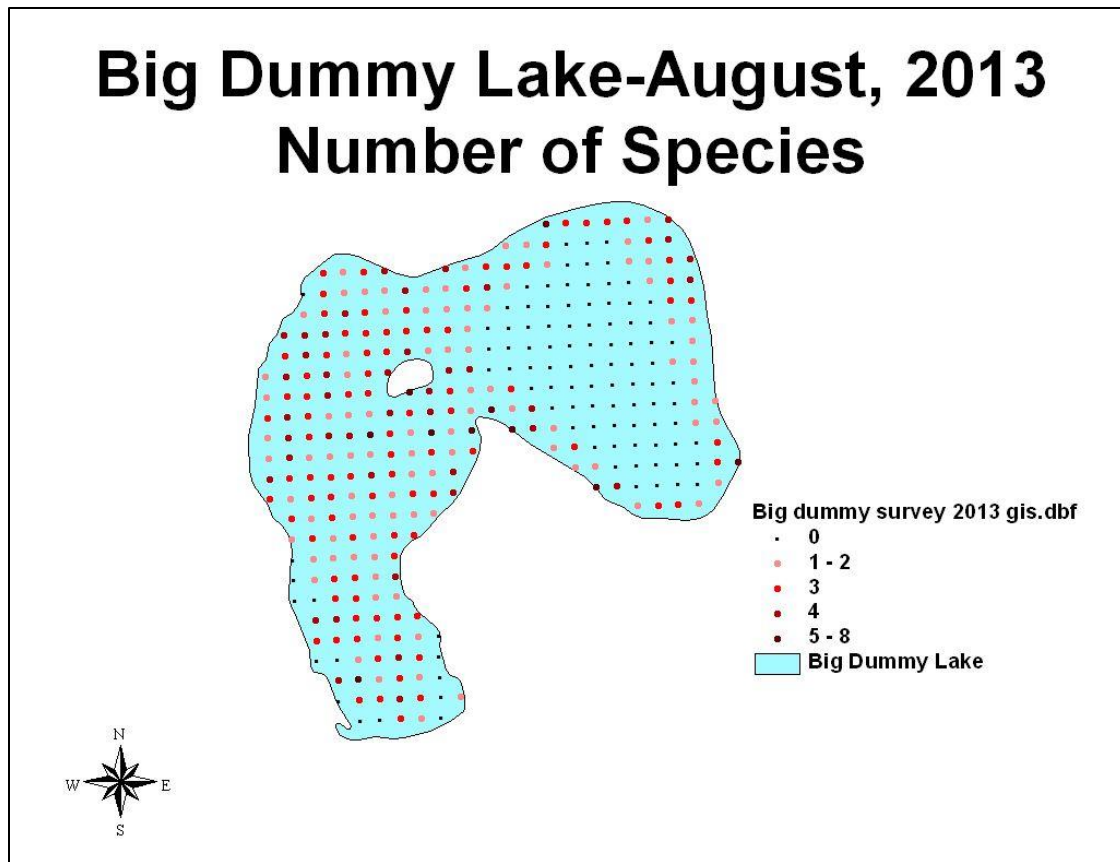 Big Dummy Lake-August, 2013
Number of Species
Big dummy survey 2013 gis.dbf
0
1 - 2
3
4
5 - 8
Big Dummy Lake
N
W E
S